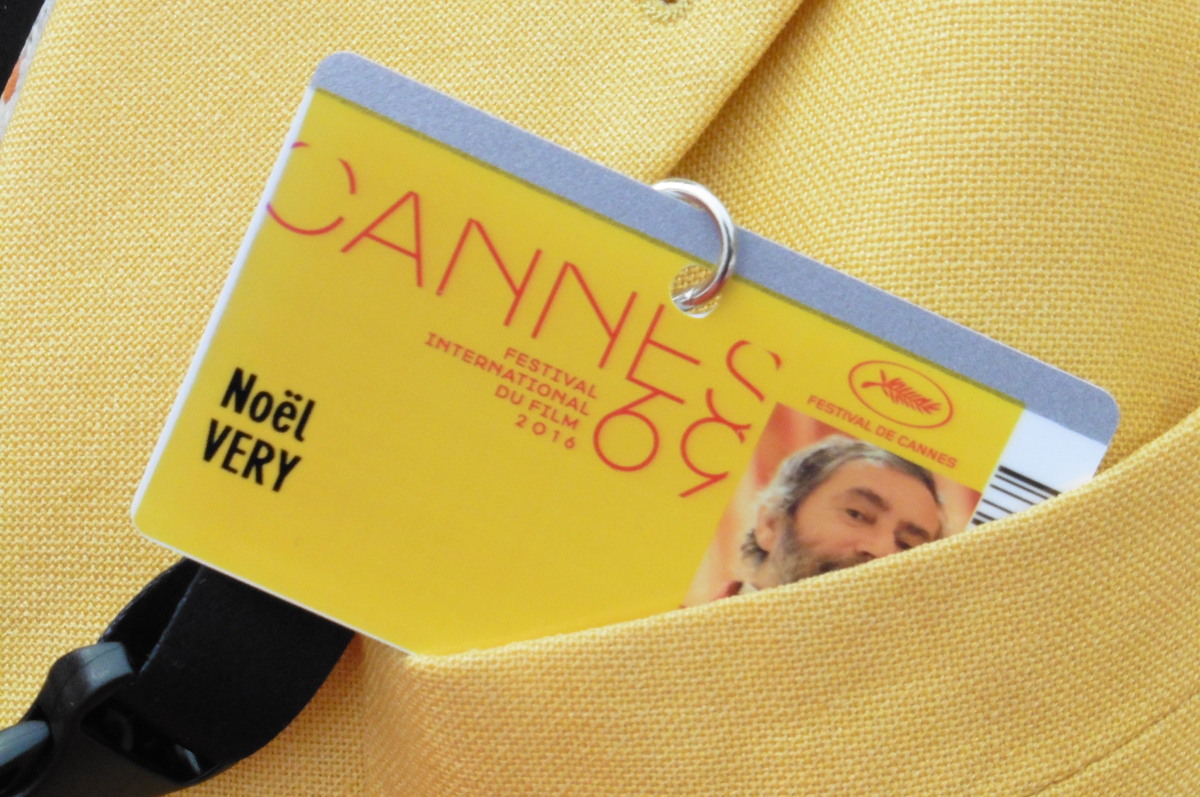 CANNES
69
FESTIVAL
INTERNATIONAL
DU FILM
2016
FESTIVAL DE CANNES
Noël
VERY